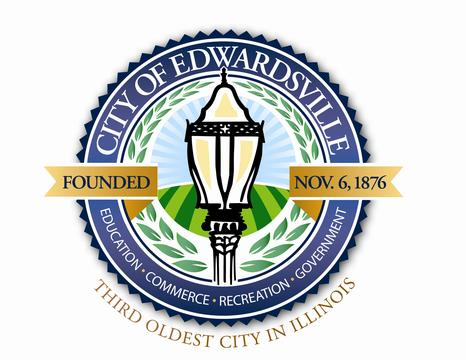 CITY OF EDWARDSVILLE
FOUNDED NOV. 6, 1876
EDUCATION • COMMERCE • RECREATION • GOVERNMENT
THIRD OLDEST CITY IN ILLINOIS